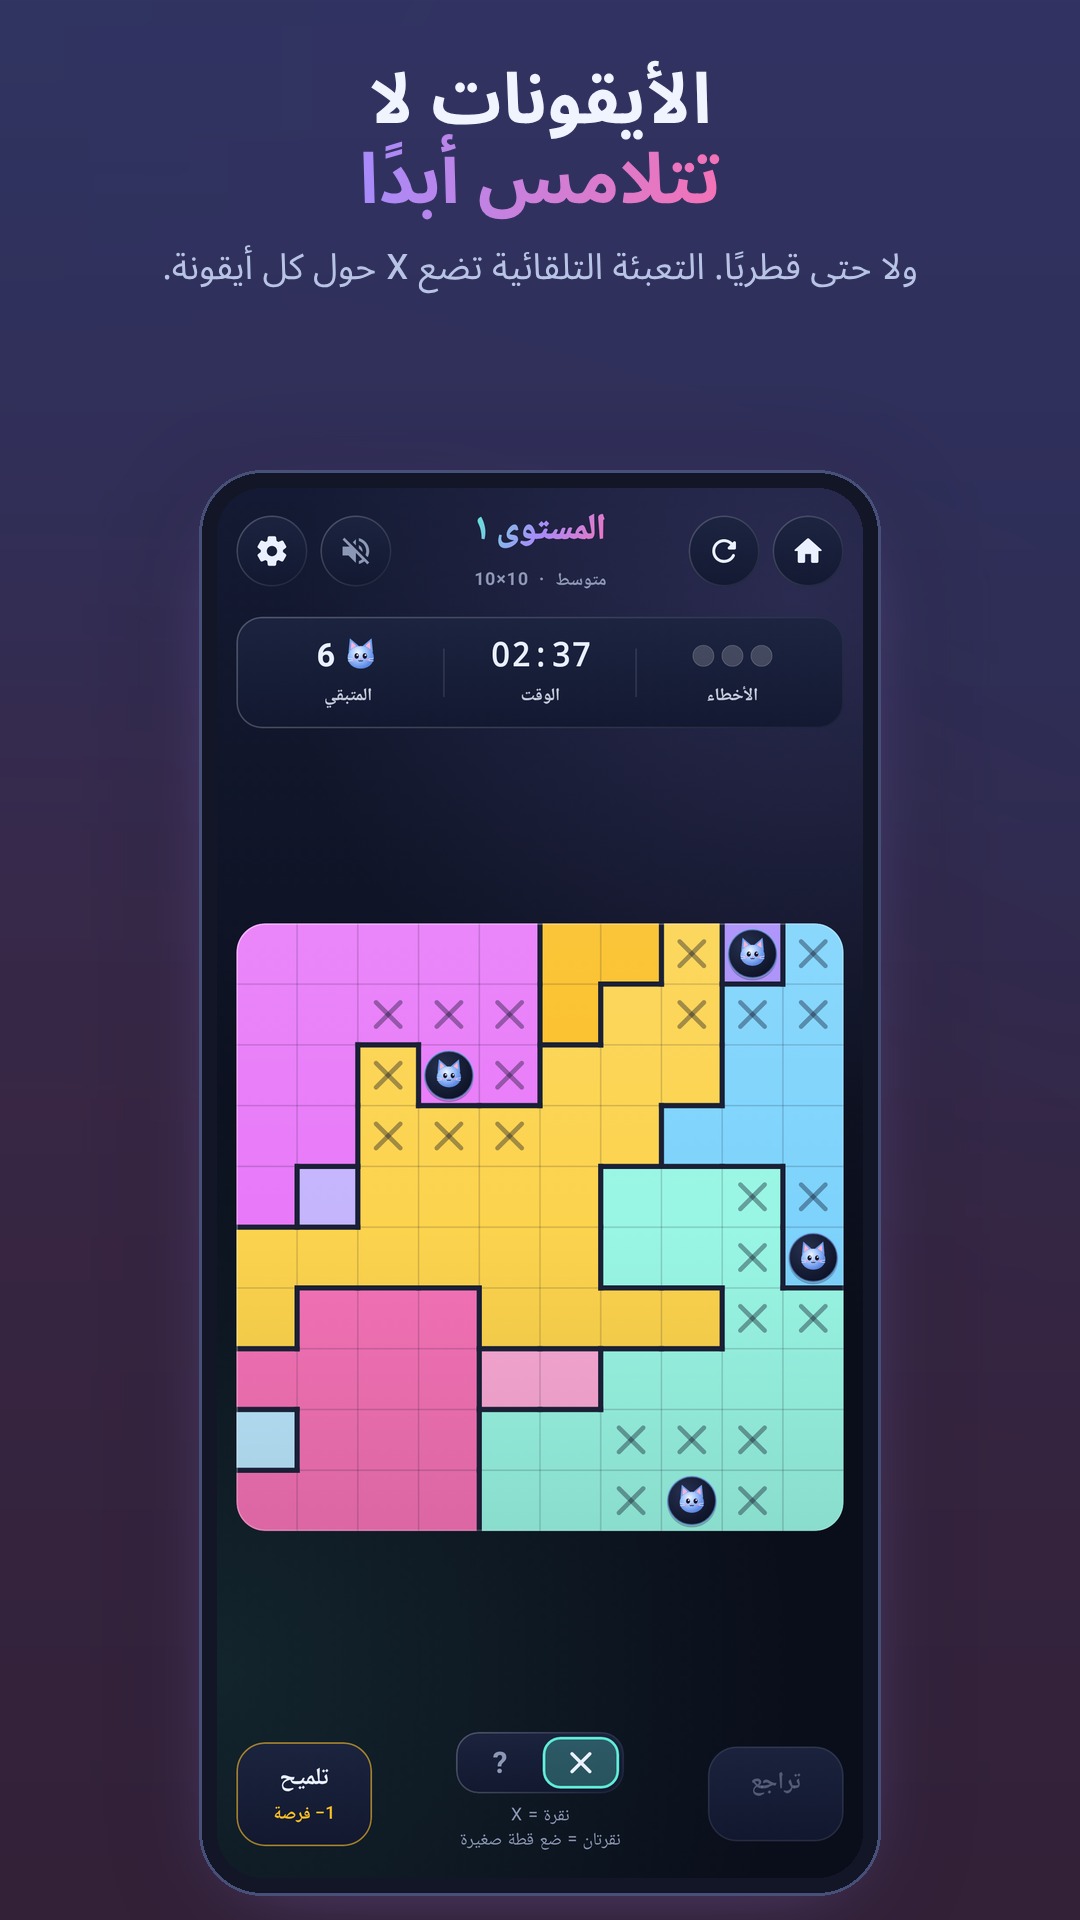 الأيقونات لا
تتلامس أبدًا
ولا حتى قطريًا. التعبئة التلقائية تضع X حول كل أيقونة.
المستوى ١
متوسط · 10×10
6
02:37
المتبقي
الوقت
الأخطاء
تلميح
−1 فرصة
?
نقرة = X
نقرتان = ضع قطة صغيرة
تراجع